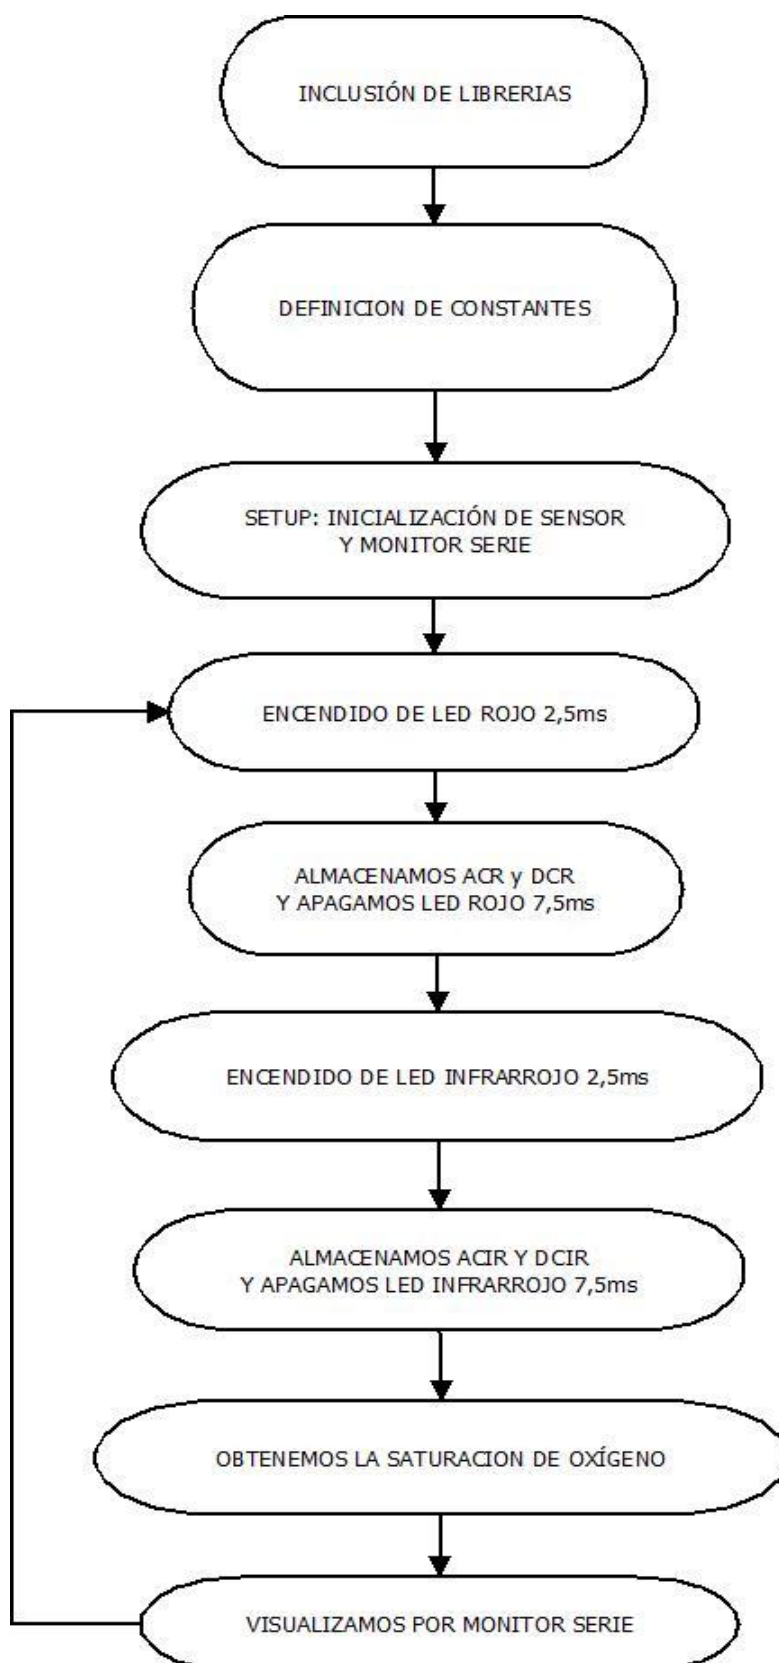 INCLUSIÓN DE LIBRERIAS
DEFINICION DE CONSTANTES
SETUP: INICIALIZACIÓN DE SENSOR
Y MONITOR SERIE
ENCENDIDO DE LED ROJO 2,5ms
ALMACENAMOS ACR y DCR
Y APAGAMOS LED ROJO 7,5ms
ENCENDIDO DE LED INFRARROJO 2,5ms
ALMACENAMOS ACIR Y DCIR
Y APAGAMOS LED INFRARROJO 7,5ms
OBTENEMOS LA SATURACION DE OXÍGENO
VISUALIZAMOS POR MONITOR SERIE